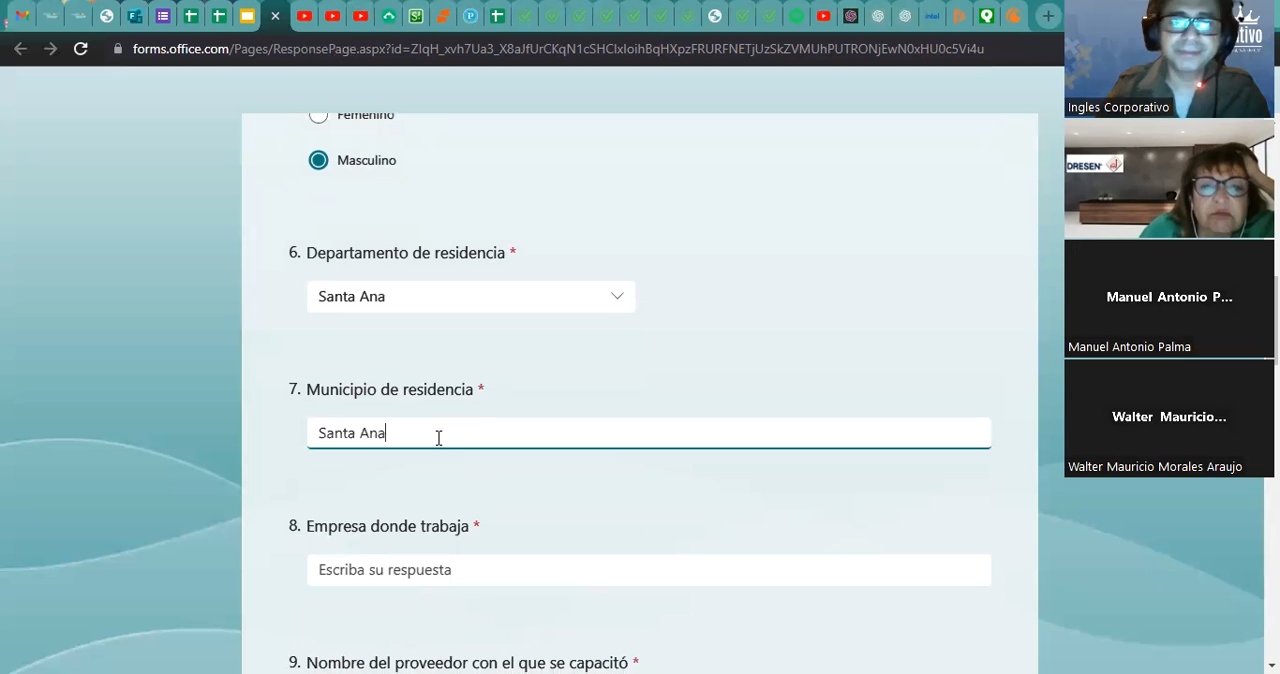 forms.office.com/Pages/ResponsePage.aspx?id=ZIqH_xvh7Ua3_X8aJfUrCKqN1cSHClxIoihBqHXpzFRURFNETjUzSkZVMUhPUTRONjEwN0xHU0c5Vi4u
Femenino
Masculino
6. Departamento de residencia *
Santa Ana
7. Municipio de residencia *
Santa Ana
8. Empresa donde trabaja *
Escriba su respuesta
9. Nombre del proveedor con el que se capacitó *
Ingles Corporativo
DRESEN
Manuel Antonio P...
Manuel Antonio Palma
Walter Mauricio...
Walter Mauricio Morales Araujo